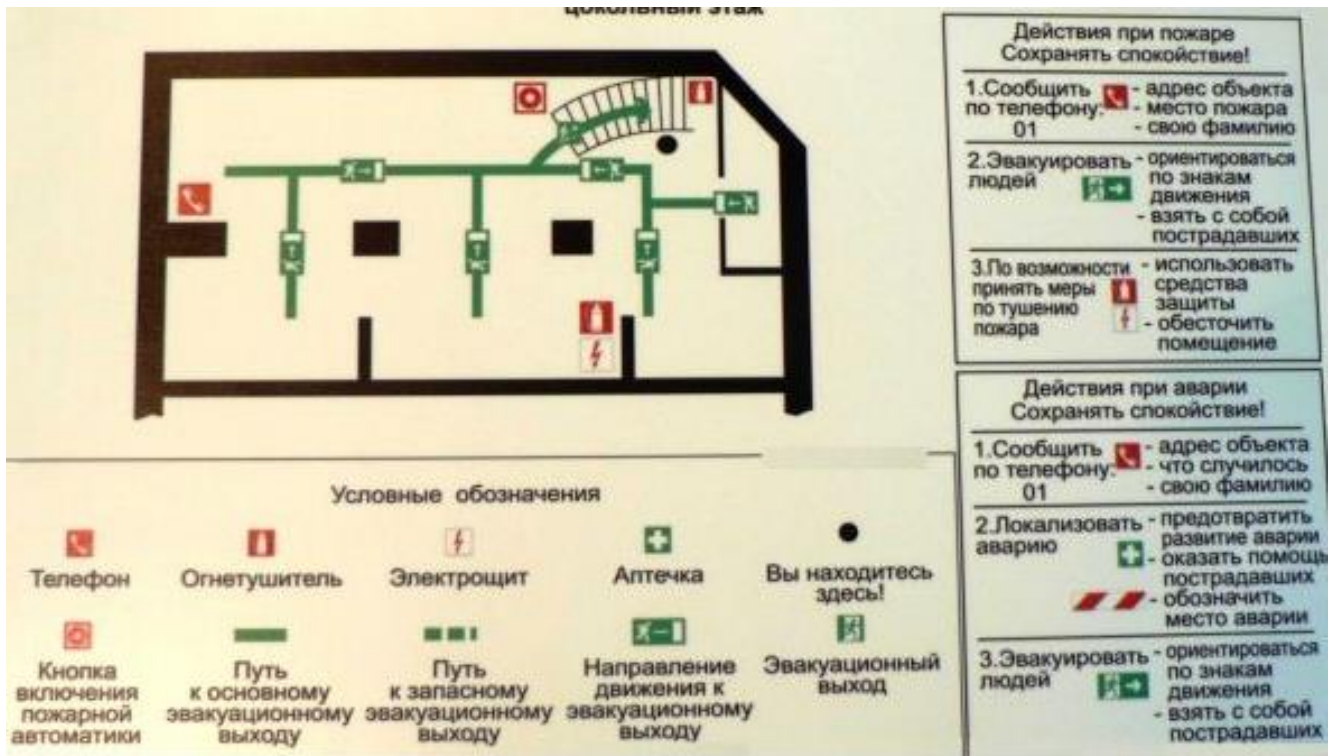 цокольный этаж
Действия при пожаре
Сохранять спокойствие!
1.Сообщить - адрес объекта
по телефону: - место пожара
01 - свою фамилию
2.Эвакуировать - ориентироваться
людей по знакам
движения
- взять с собой
пострадавших
3.По возможности - использовать
принять меры средства
по тушению защиты
пожара - обесточить
помещение
Действия при аварии
Сохранять спокойствие!
1.Сообщить - адрес объекта
по телефону: - что случилось
01 - свою фамилию
2.Локализовать - предотвратить
аварию развитие аварии
- оказать помощь
пострадавших
- обозначить
место аварии
3.Эвакуировать - ориентироваться
людей по знакам
движения
- взять с собой
пострадавших
Условные обозначения
Телефон
Огнетушитель
Электрощит
Аптечка
Вы находитесь
здесь!
Кнопка
включения
пожарной
автоматики
Путь
к основному
эвакуационному
выходу
Путь
к запасному
эвакуационному
выходу
Направление
движения к
эвакуационному
выходу
Эвакуационный
выход